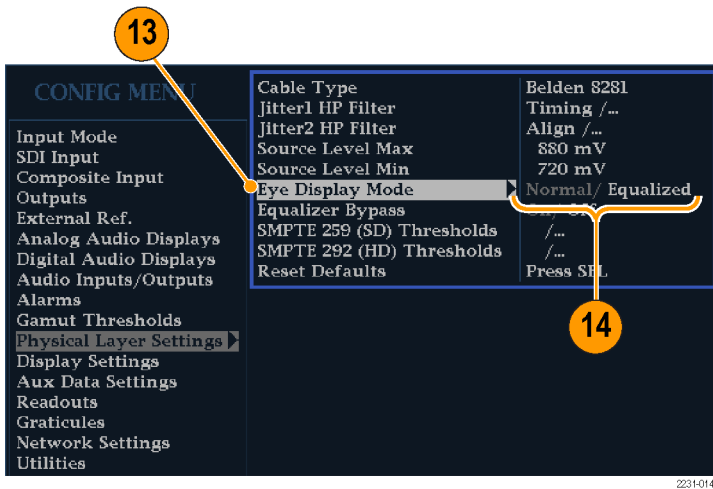 13
CONFIG MENU
Input Mode
SDI Input
Composite Input
Outputs
External Ref.
Analog Audio Displays
Digital Audio Displays
Audio Inputs/Outputs
Alarms
Gamut Thresholds
Physical Layer Settings
Display Settings
Aux Data Settings
Readouts
Graticules
Network Settings
Utilities
Cable Type Belden 8281
Jitter1 HP Filter Timing /...
Jitter2 HP Filter Align /...
Source Level Max 880 mV
Source Level Min 720 mV
Eye Display Mode Normal/ Equalized
Equalizer Bypass On/ Off
SMPTE 259 (SD) Thresholds /...
SMPTE 292 (HD) Thresholds /...
Reset Defaults Press SEL
14
2231-014